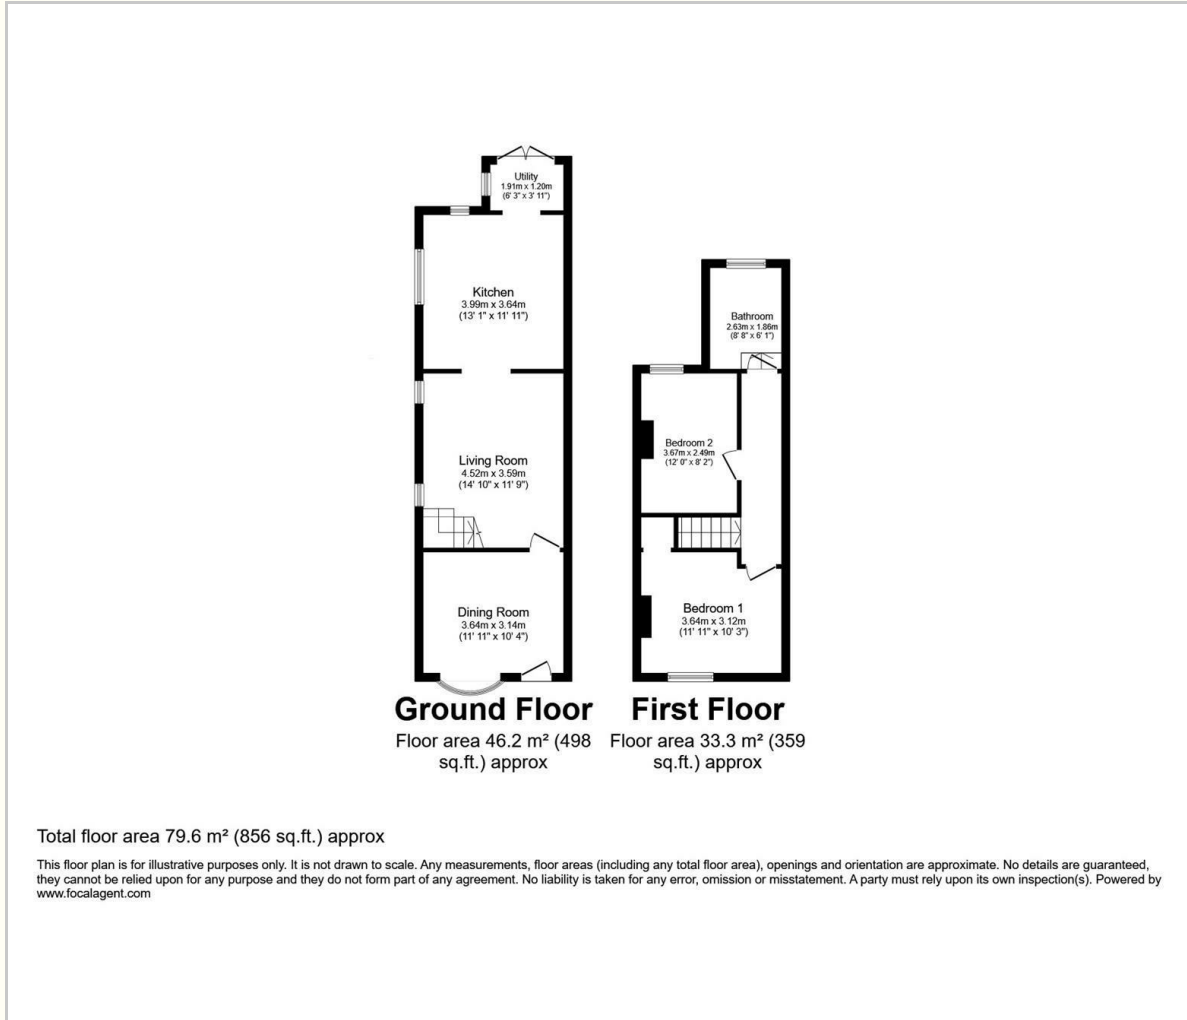 Utility
1.91m x 1.20m
(6' 3" x 3' 11")
Kitchen
3.99m x 3.64m
(13' 1" x 11' 11")
Living Room
4.52m x 3.59m
(14' 10" x 11' 9")
Dining Room
3.64m x 3.14m
(11' 11" x 10' 4")
Ground Floor
Floor area 46.2 m² (498
sq.ft.) approx
Bathroom
2.63m x 1.86m
(8' 8" x 6' 1")
Bedroom 2
3.67m x 2.49m
(12' 0" x 8' 2")
Bedroom 1
3.64m x 3.12m
(11' 11" x 10' 3")
First Floor
Floor area 33.3 m² (359
sq.ft.) approx
Total floor area 79.6 m² (856 sq.ft.) approx
This floor plan is for illustrative purposes only. It is not drawn to scale. Any measurements, floor areas (including any total floor area), openings and orientation are approximate. No details are guaranteed,
they cannot be relied upon for any purpose and they do not form part of any agreement. No liability is taken for any error, omission or misstatement. A party must rely upon its own inspection(s). Powered by
www.focalagent.com